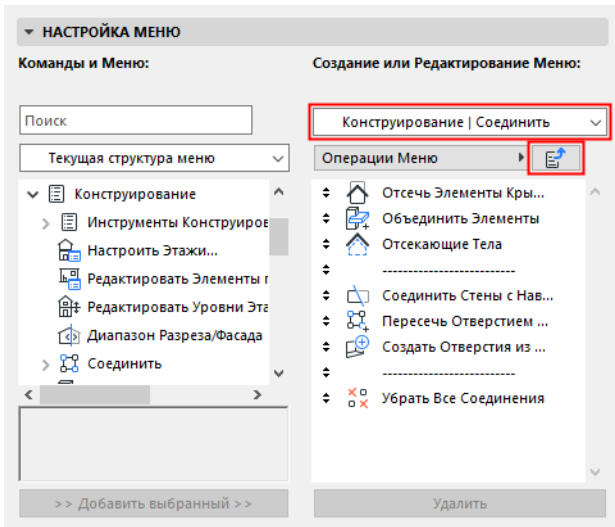 НАСТРОЙКА МЕНЮ
Команды и Меню:
Поиск
Текущая структура меню
Конструирование
Инструменты Конструиров
Настроить Этажи...
Редактировать Элементы г
Редактировать Уровни Эта
Диапазон Разреза/Фасада
Соединить
>> Добавить выбранный >>
Создание или Редактирование Меню:
Конструирование | Соединить
Операции Меню
Отсечь Элементы Кры...
Объединить Элементы
Отсекающие Тела
-------------------------
Соединить Стены с Нав...
Пересечь Отверстием ...
Создать Отверстия из ...
-------------------------
Убрать Все Соединения
Удалить